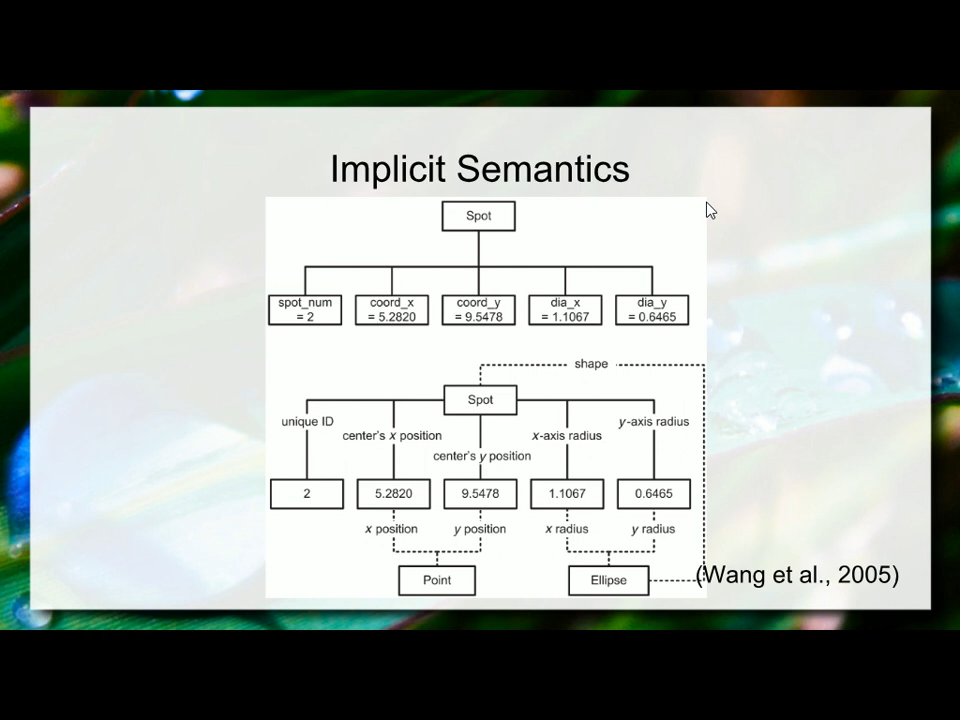 Implicit Semantics
Spot
spot_num
= 2
coord_x
= 5.2820
coord_y
= 9.5478
dia_x
= 1.1067
dia_y
= 0.6465
shape
Spot
unique ID
center's x position
center's y position
x-axis radius
y-axis radius
2
5.2820
9.5478
1.1067
0.6465
x position
y position
x radius
y radius
Point
Ellipse
(Wang et al., 2005)